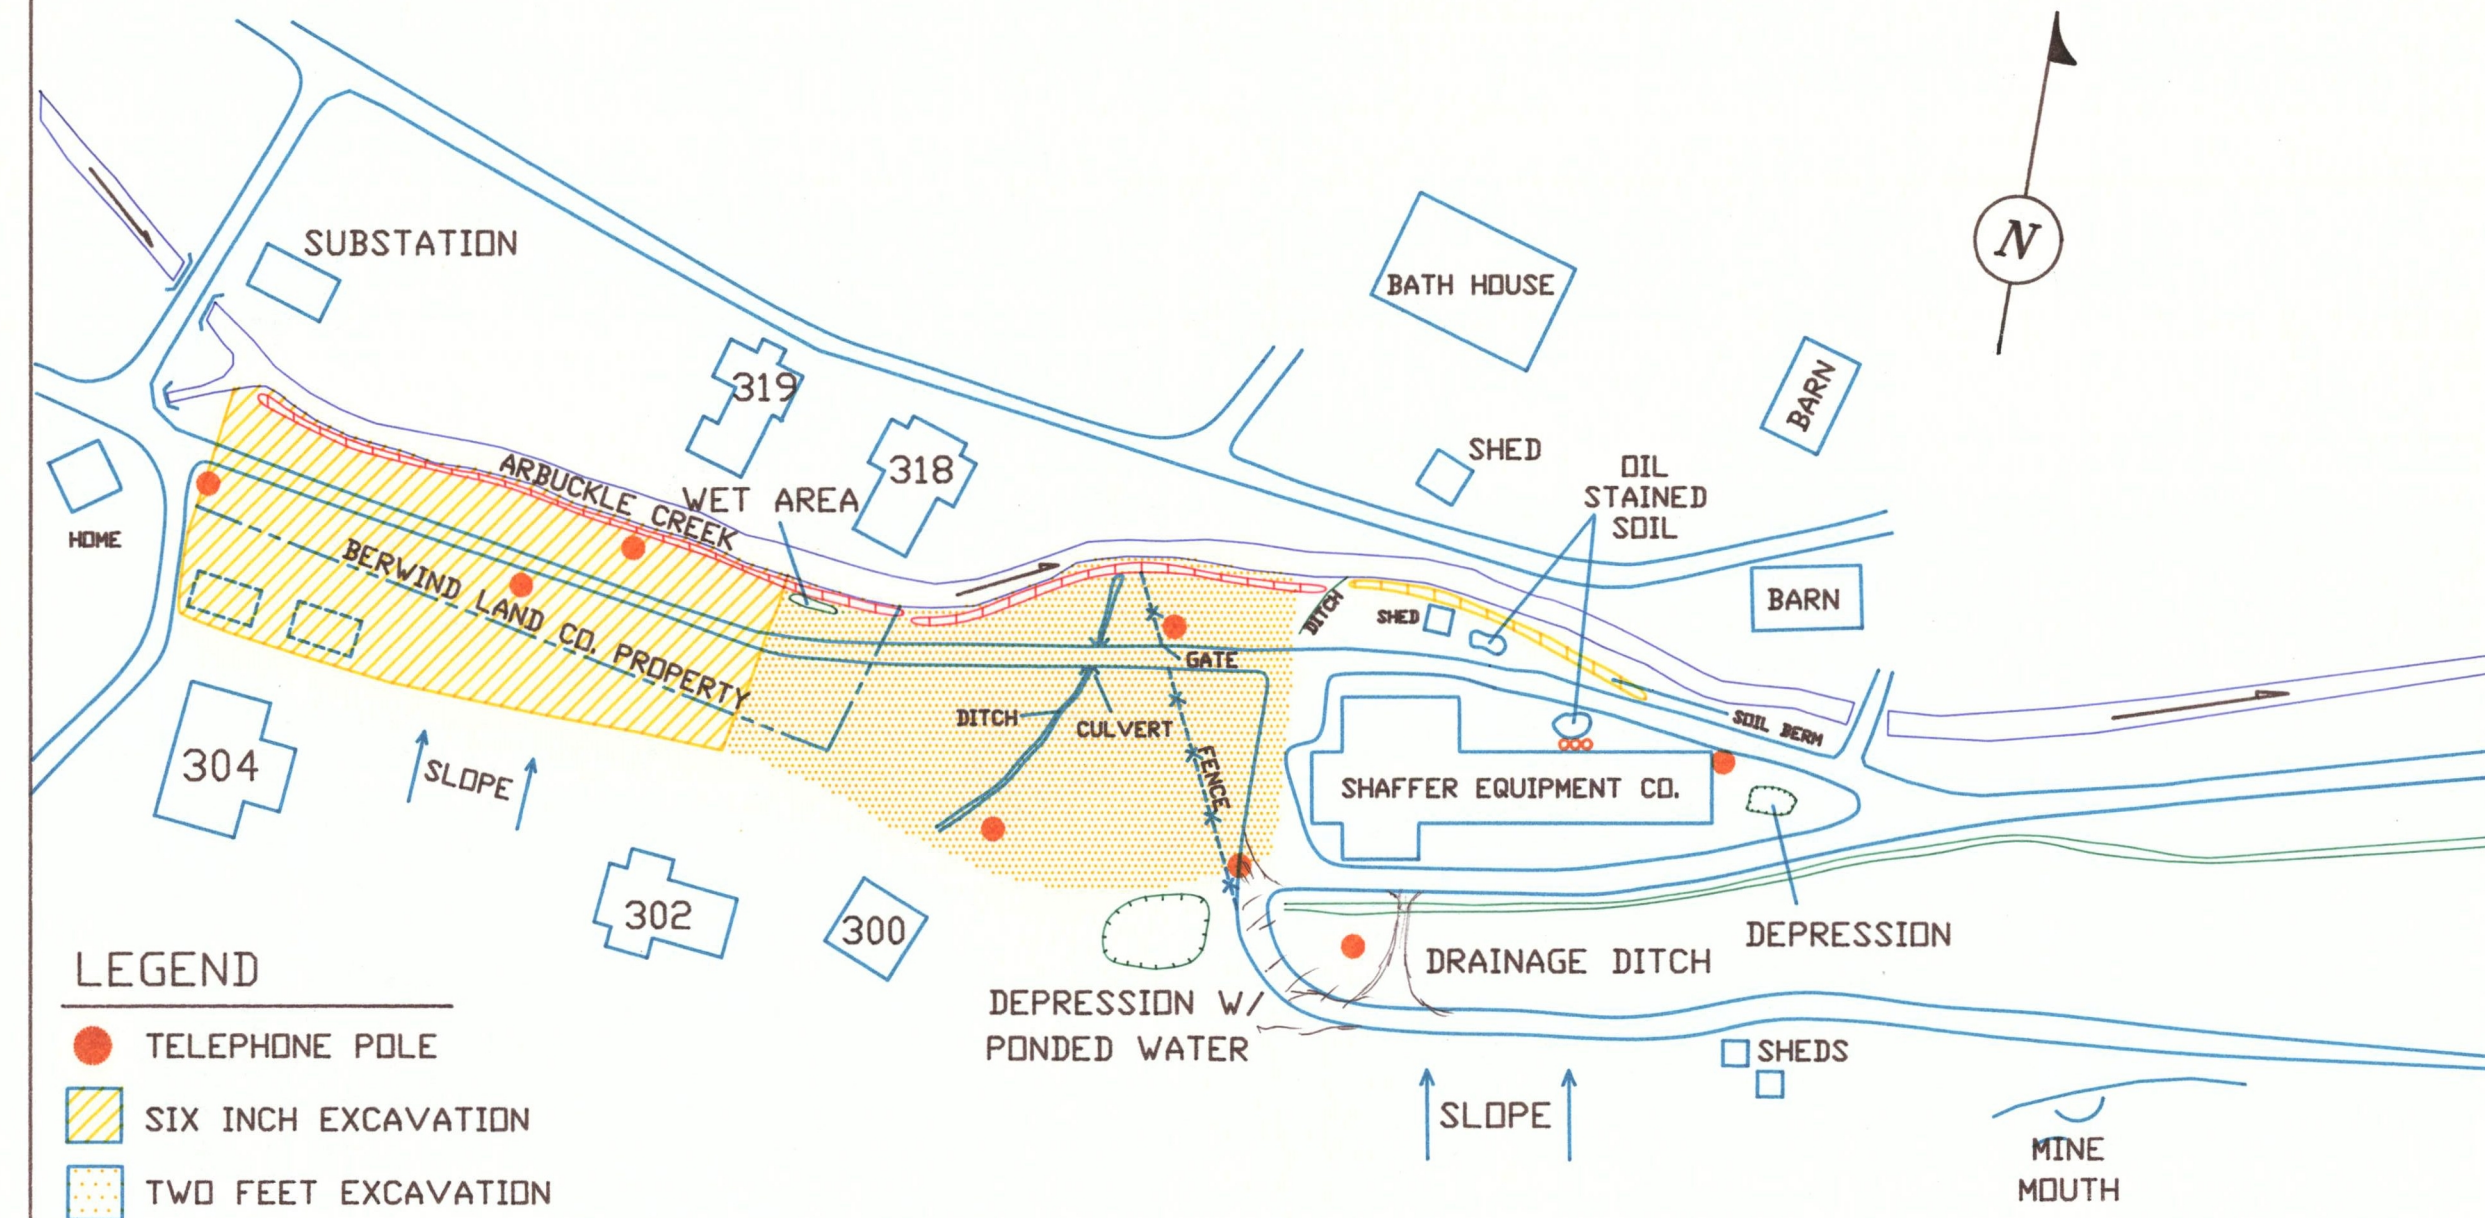 N
SUBSTATION
BATH HOUSE
BARN
319
318
SHED
OIL
STAINED
SOIL
ARBUCKLE CREEK
WET AREA
HOME
BERWIND LAND CO. PROPERTY
DITCH
SHED
BARN
GATE
DITCH
CULVERT
FENCE
SOIL BERM
304
SLOPE
SHAFFER EQUIPMENT CO.
302
300
DEPRESSION
DRAINAGE DITCH
DEPRESSION W/
PONDED WATER
SHEDS
SLOPE
MINE
MOUTH
LEGEND
TELEPHONE POLE
SIX INCH EXCAVATION
TWO FEET EXCAVATION